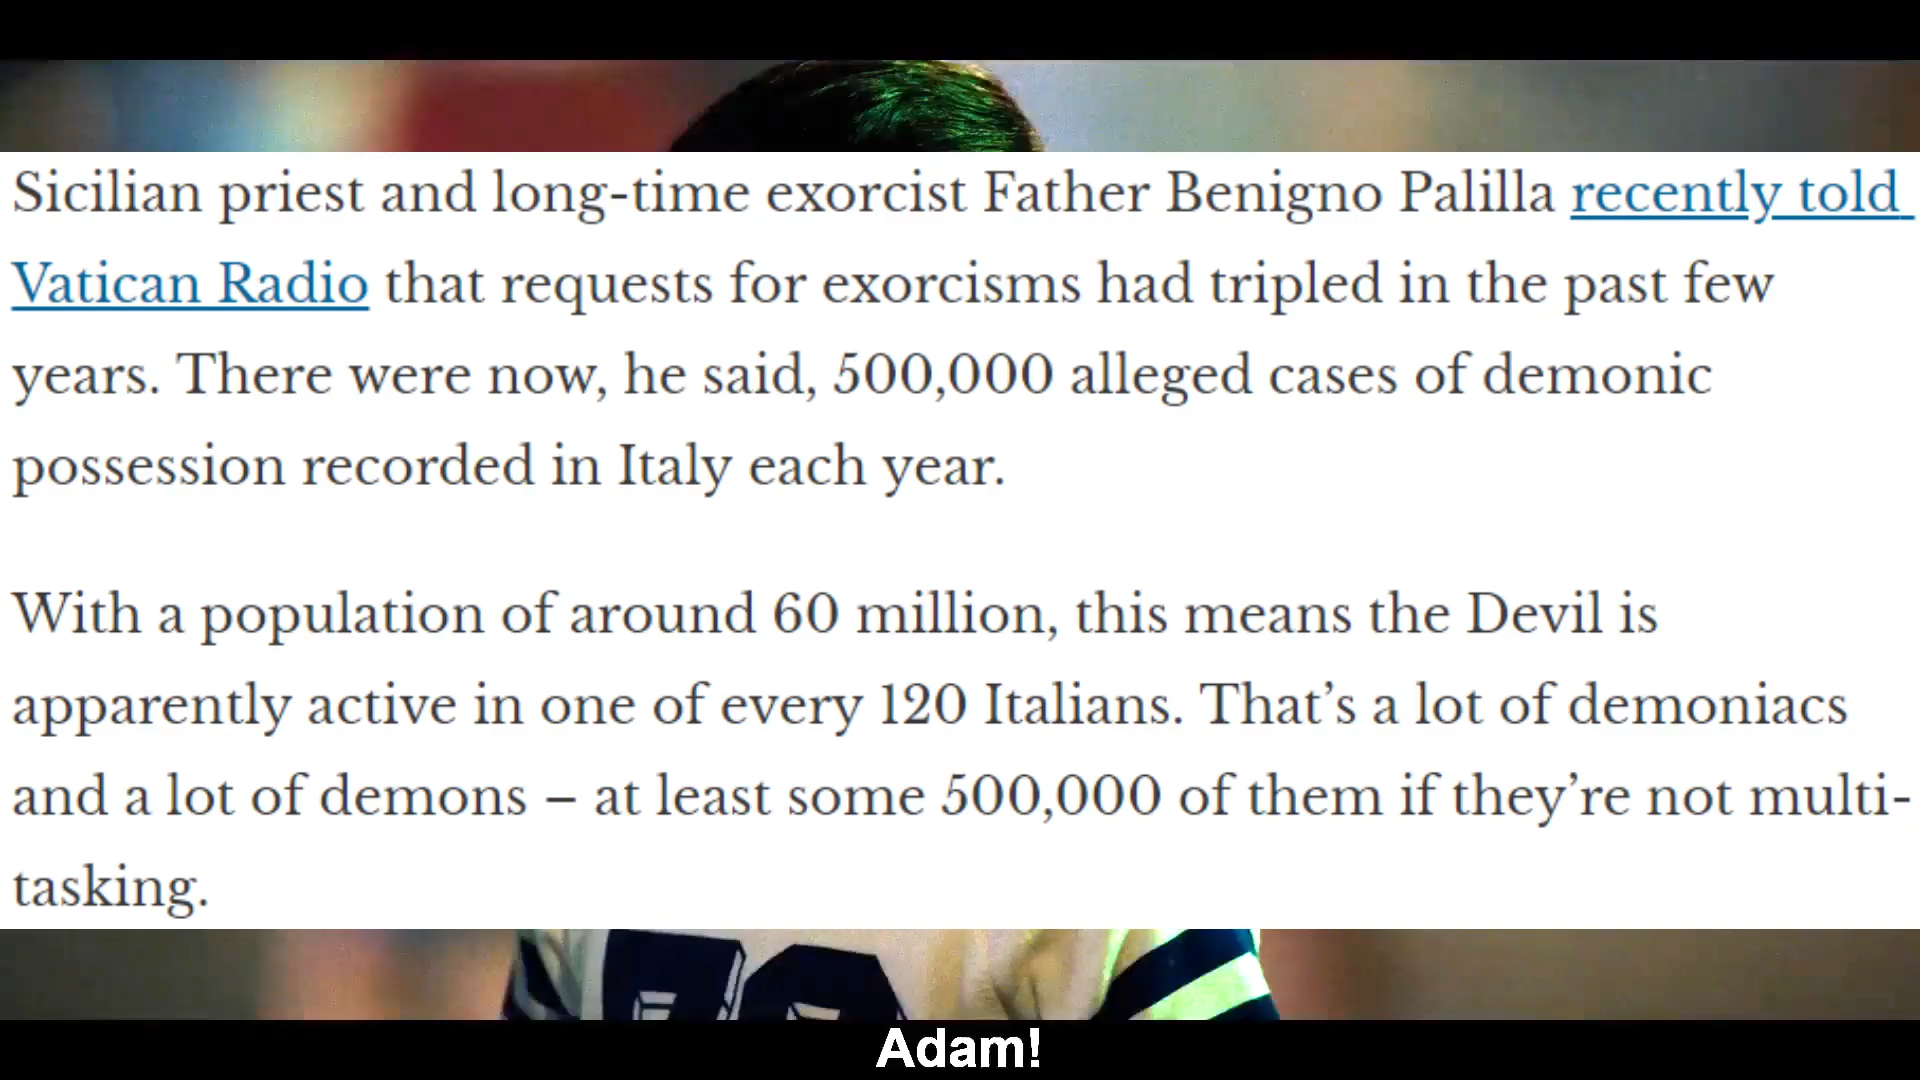 Sicilian priest and long-time exorcist Father Benigno Palilla recently told
Vatican Radio that requests for exorcisms had tripled in the past few
years. There were now, he said, 500,000 alleged cases of demonic
possession recorded in Italy each year.
With a population of around 60 million, this means the Devil is
apparently active in one of every 120 Italians. That’s a lot of demoniacs
and a lot of demons – at least some 500,000 of them if they’re not multi-
tasking.
Adam!